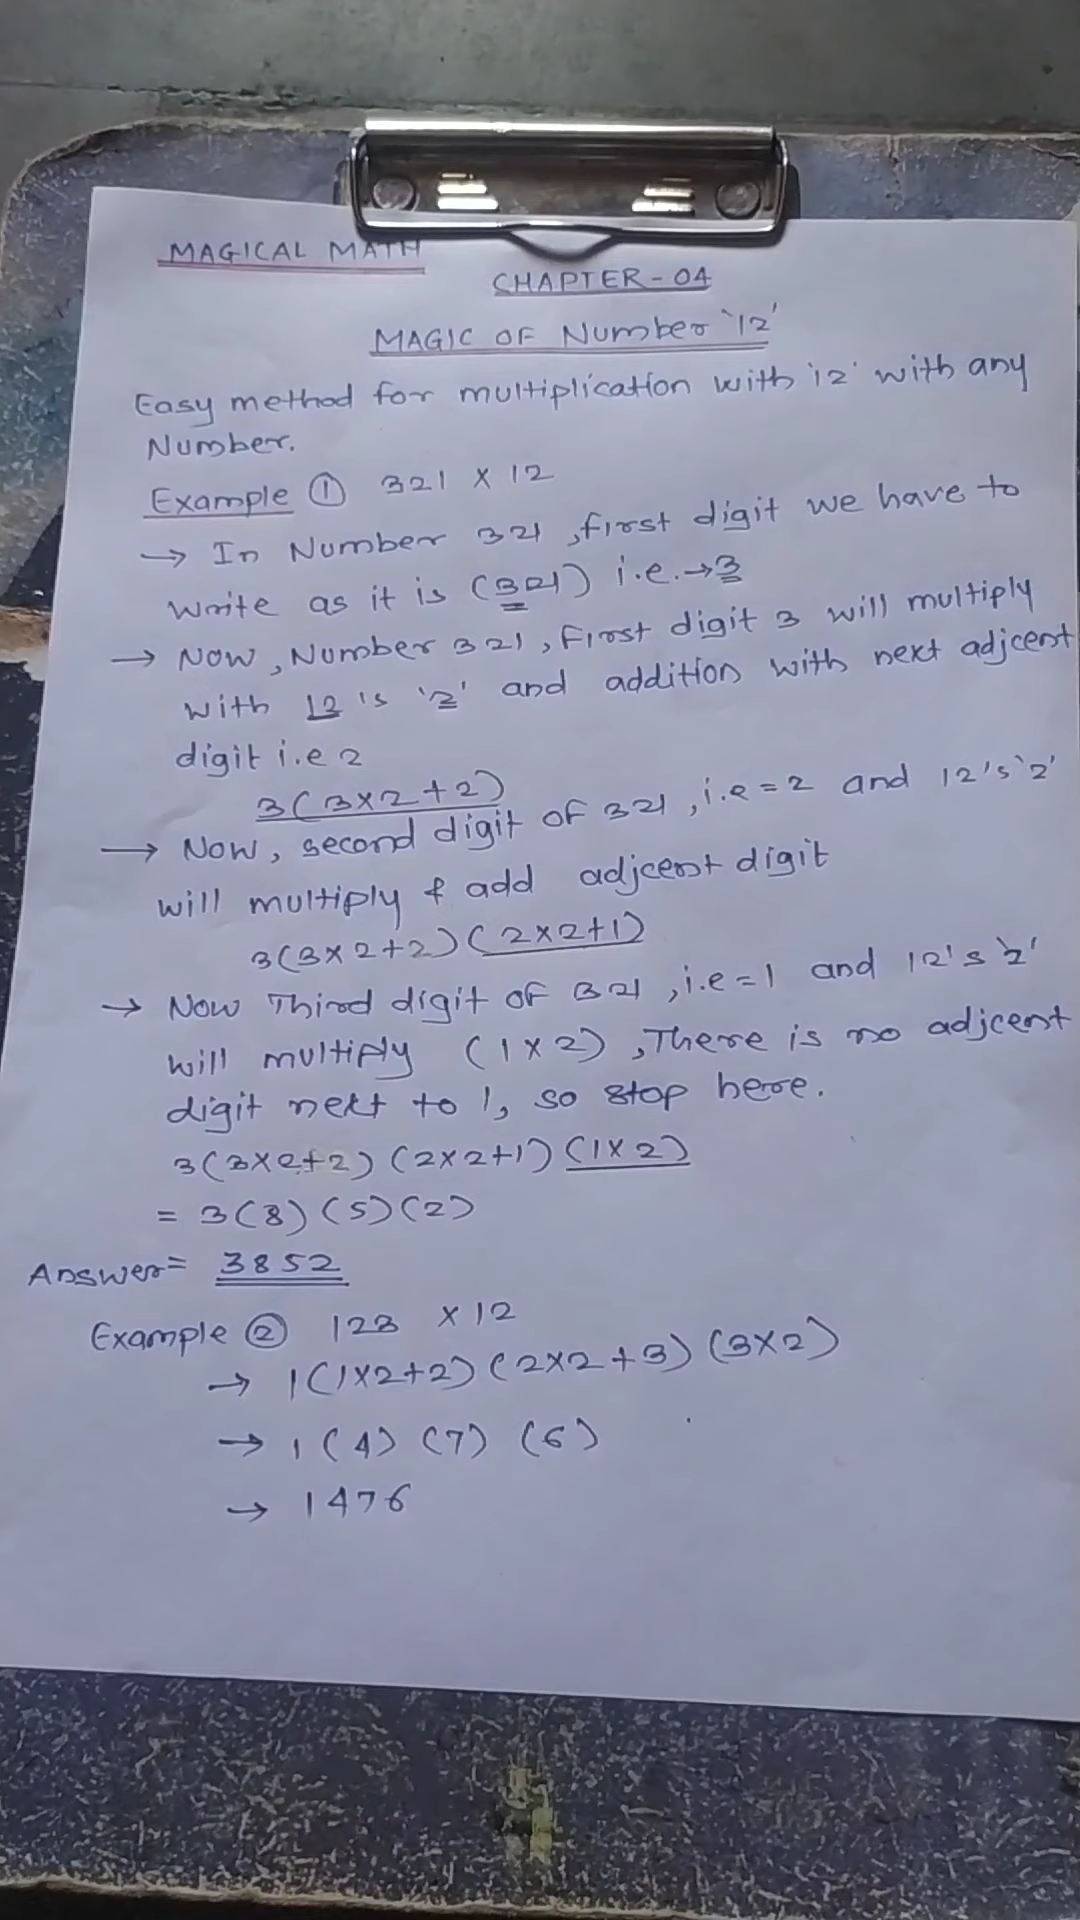 MAGICAL MATH
CHAPTER - 04
MAGIC OF Number '12'
Easy method for multiplication with '12' with any
Number.
Example ① 321 x 12
→ In Number 321, first digit we have to
write as it is (321) i.e. → 3
→ Now, Number 321, First digit 3 will multiply
with 12's '2' and addition with next adjcent
digit i.e 2
3(3x2+2)
→ Now, second digit of 321, i.e = 2 and 12's '2'
will multiply & add adjcent digit
3(3x2+2)(2x2+1)
→ Now Third digit of 321, i.e = 1 and 12's '2'
will multiply (1x2), There is no adjcent
digit next to 1, so stop here.
3(3x2+2)(2x2+1)(1x2)
= 3(8)(5)(2)
Answer = 3852
Example ② 123 x 12
→ 1(1x2+2)(2x2+3)(3x2)
→ 1(4)(7)(6)
→ 1476